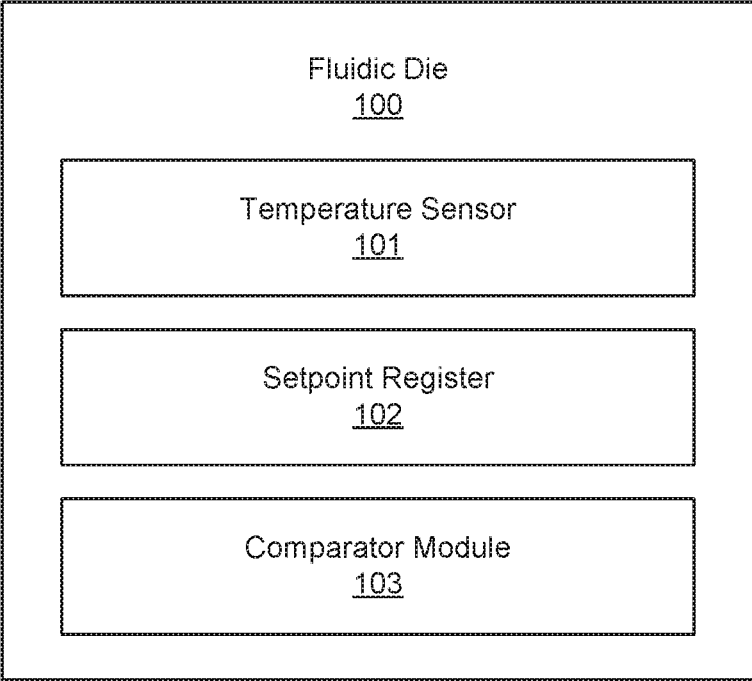 Fluidic Die
100
Temperature Sensor
101
Setpoint Register
102
Comparator Module
103